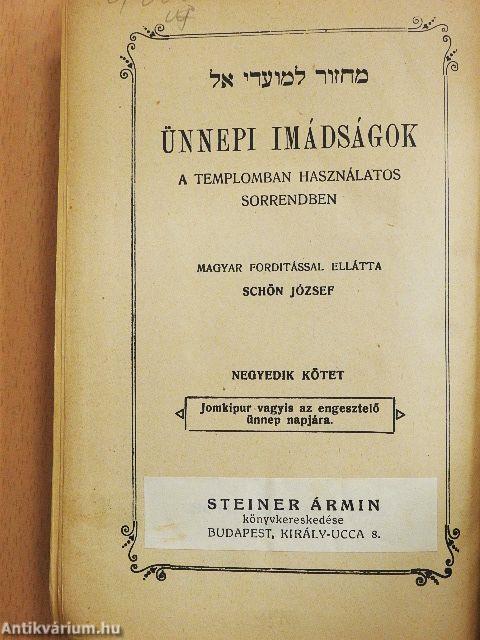 מחזור למועדי אל
ÜNNEPI IMÁDSÁGOK
A TEMPLOMBAN HASZNÁLATOS
SORRENDBEN
MAGYAR FORDITÁSSAL ELLÁTTA
SCHÖN JÓZSEF
NEGYEDIK KÖTET
Jomkipur vagyis az engesztelő
ünnep napjára.
STEINER ÁRMIN
könyvkereskedése
BUDAPEST, KIRÁLY-UCCA 8.
Antikvárium.hu